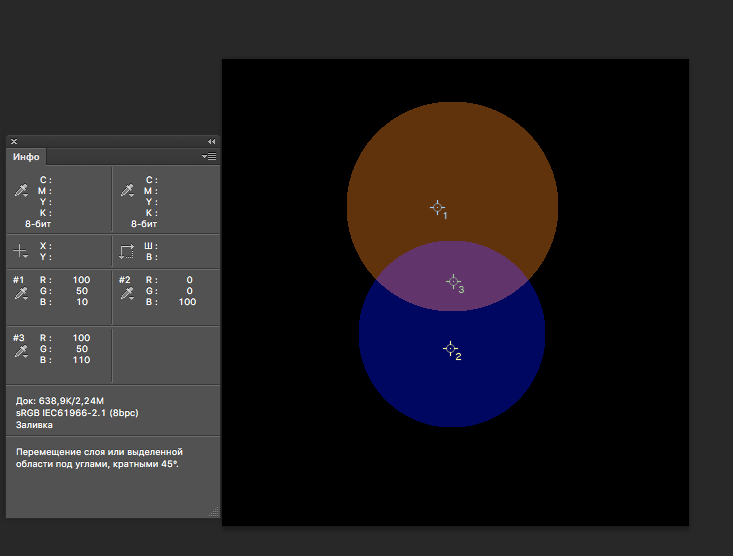 Инфо
C : C :
M : M :
Y : Y :
K : K :
8-бит 8-бит
X : Ш :
Y : В :
#1 R : 100 #2 R : 0
G : 50 G : 0
B : 10 B : 100
#3 R : 100
G : 50
B : 110
Док: 638,9K/2,24M
sRGB IEC61966-2.1 (8bpc)
Заливка
Перемещение слоя или выделенной
области под углами, кратными 45°.
1
3
2